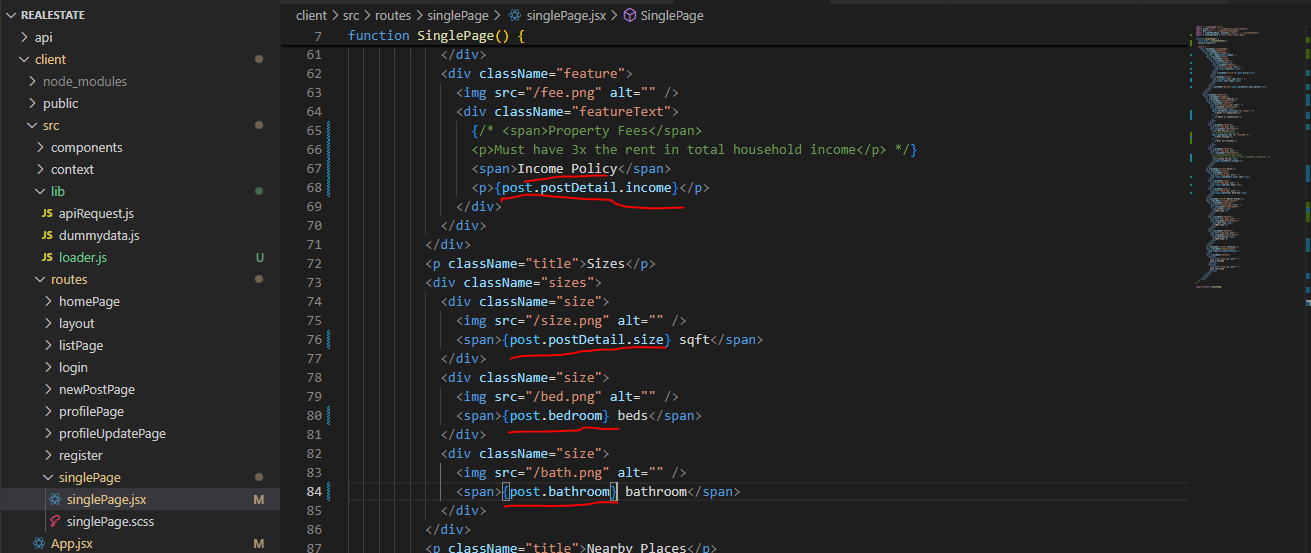 REALESTATE
api
client
node_modules
public
src
components
context
lib
JS apiRequest.js
JS dummydata.js
JS loader.js U
routes
homePage
layout
listPage
login
newPostPage
profilePage
profileUpdatePage
register
singlePage
singlePage.jsx M
singlePage.scss
App.jsx M
client > src > routes > singlePage > singlePage.jsx > SinglePage
7 function SinglePage() {
61 </div>
62 <div className="feature">
63 <img src="/fee.png" alt="" />
64 <div className="featureText">
65 {/* <span>Property Fees</span>
66 <p>Must have 3x the rent in total household income</p> */}
67 <span>Income Policy</span>
68 <p>{post.postDetail.income}</p>
69 </div>
70 </div>
71 </div>
72 <p className="title">Sizes</p>
73 <div className="sizes">
74 <div className="size">
75 <img src="/size.png" alt="" />
76 <span>{post.postDetail.size} sqft</span>
77 </div>
78 <div className="size">
79 <img src="/bed.png" alt="" />
80 <span>{post.bedroom} beds</span>
81 </div>
82 <div className="size">
83 <img src="/bath.png" alt="" />
84 <span>{post.bathroom} bathroom</span>
85 </div>
86 </div>
87 <p className="title">Nearby Places</p>